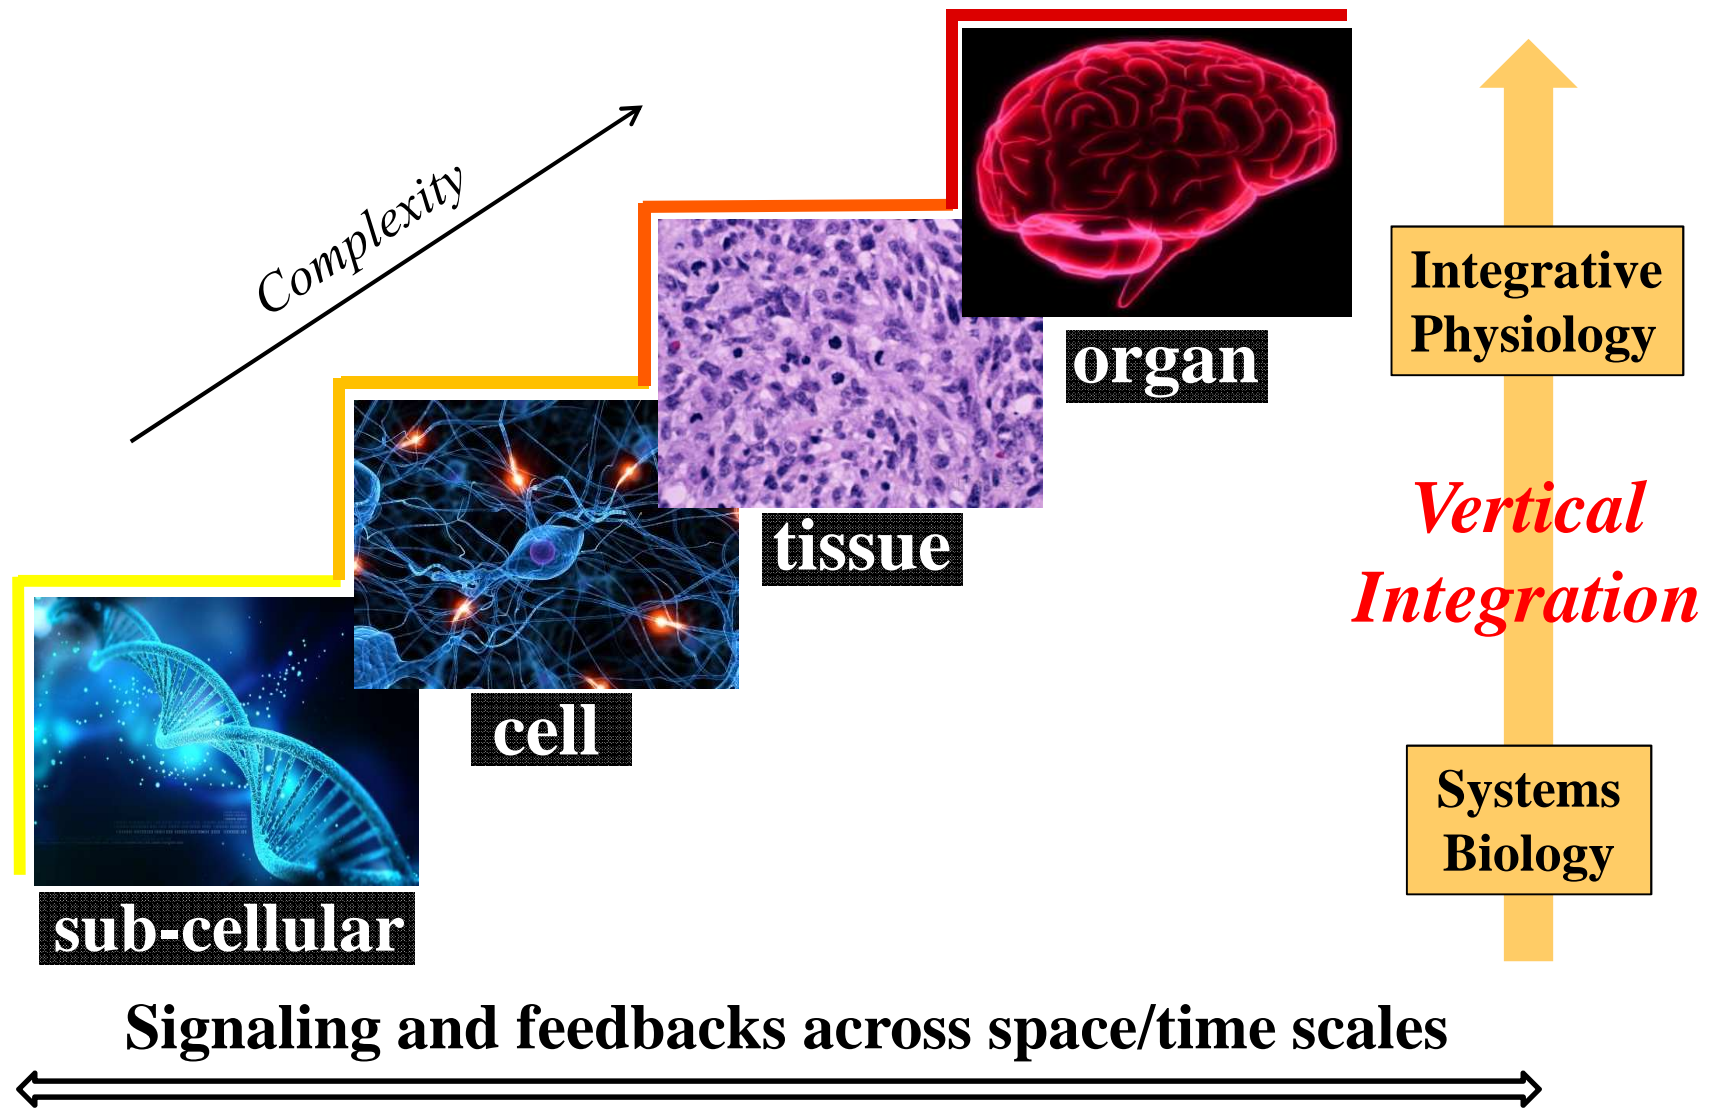 Complexity
organ
tissue
cell
sub-cellular
Integrative
Physiology
Vertical
Integration
Systems
Biology
Signaling and feedbacks across space/time scales